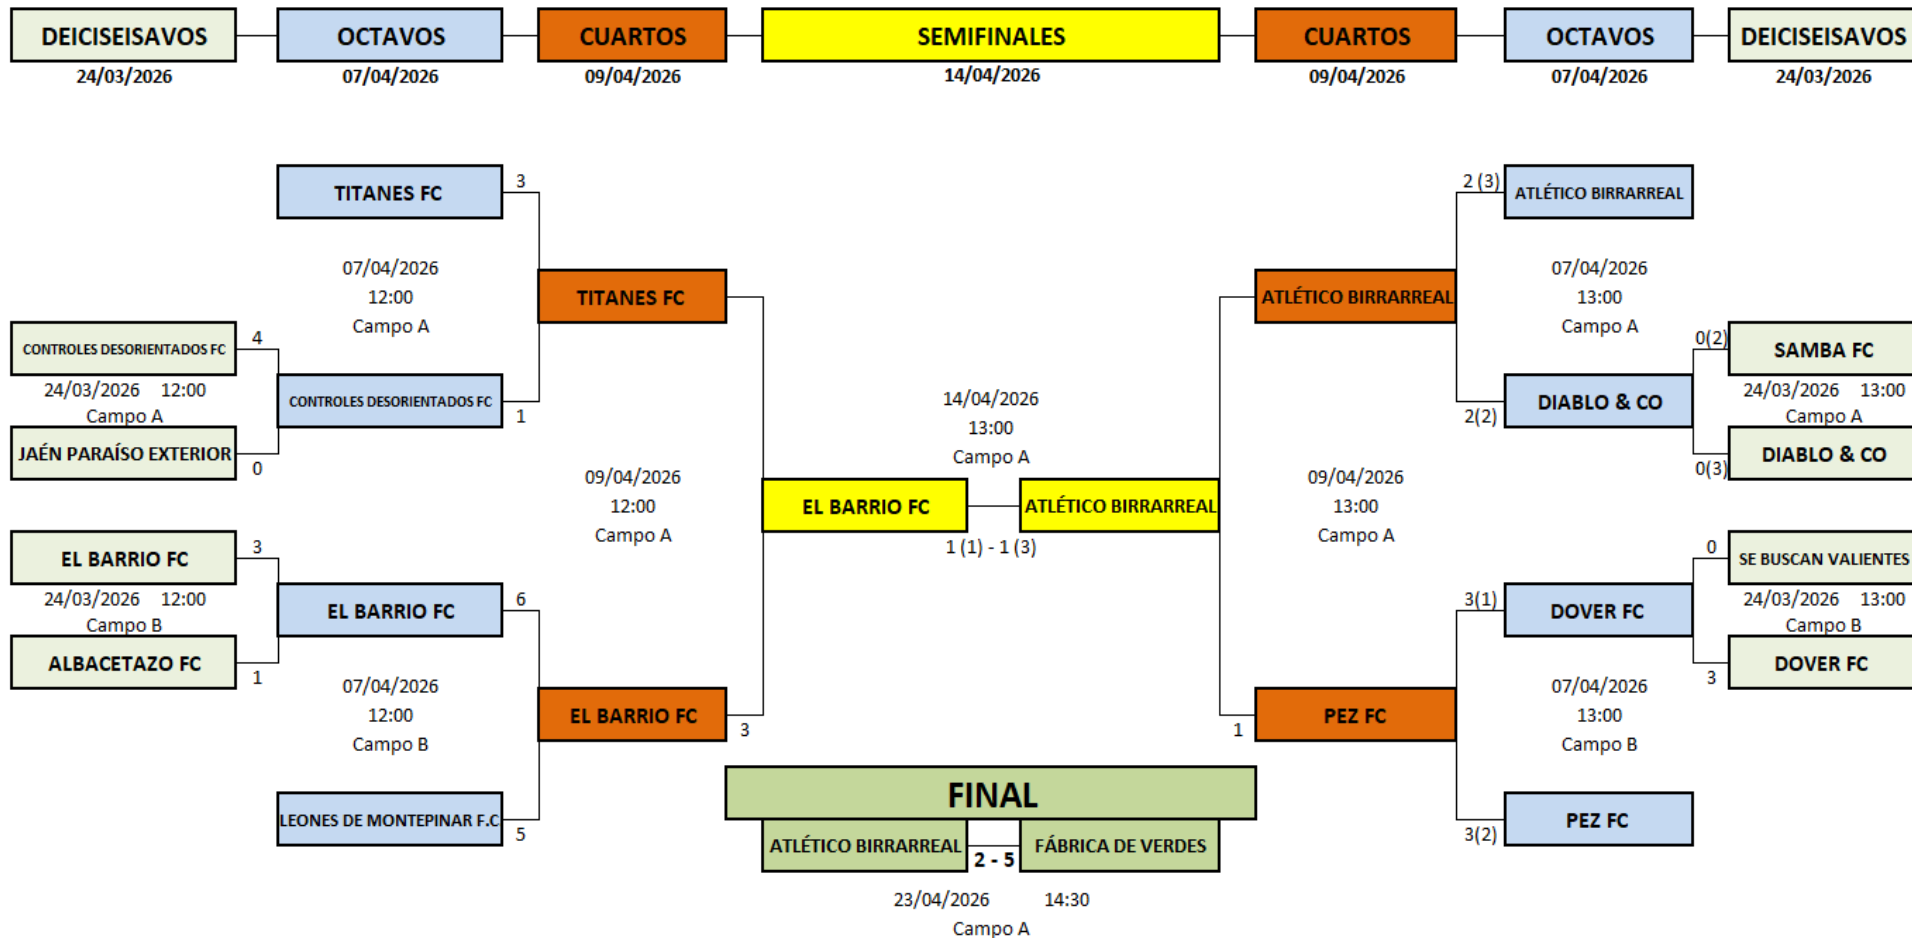 DEICISEISAVOS OCTAVOS CUARTOS SEMIFINALES CUARTOS OCTAVOS DEICISEISAVOS
24/03/2026 07/04/2026 09/04/2026 14/04/2026 09/04/2026 07/04/2026 24/03/2026
TITANES FC 3
07/04/2026
12:00
Campo A
CONTROLES DESORIENTADOS FC 4
24/03/2026 12:00
Campo A
JAÉN PARAÍSO EXTERIOR 0
CONTROLES DESORIENTADOS FC 1
TITANES FC
09/04/2026
12:00
Campo A
EL BARRIO FC 3
24/03/2026 12:00
Campo B
ALBACETAZO FC 1
EL BARRIO FC 6
07/04/2026
12:00
Campo B
LEONES DE MONTEPINAR F.C 5
EL BARRIO FC 3
14/04/2026
13:00
Campo A
EL BARRIO FC ATLÉTICO BIRRARREAL
1 (1) - 1 (3)
2 (3) ATLÉTICO BIRRARREAL
07/04/2026
13:00
Campo A
ATLÉTICO BIRRARREAL
0(2) SAMBA FC
24/03/2026 13:00
Campo A
0(3) DIABLO & CO
2(2) DIABLO & CO
09/04/2026
13:00
Campo A
0 SE BUSCAN VALIENTES
24/03/2026 13:00
Campo B
3 DOVER FC
3(1) DOVER FC
07/04/2026
13:00
Campo B
1 PEZ FC
3(2) PEZ FC
FINAL
ATLÉTICO BIRRARREAL 2 - 5 FÁBRICA DE VERDES
23/04/2026 14:30
Campo A